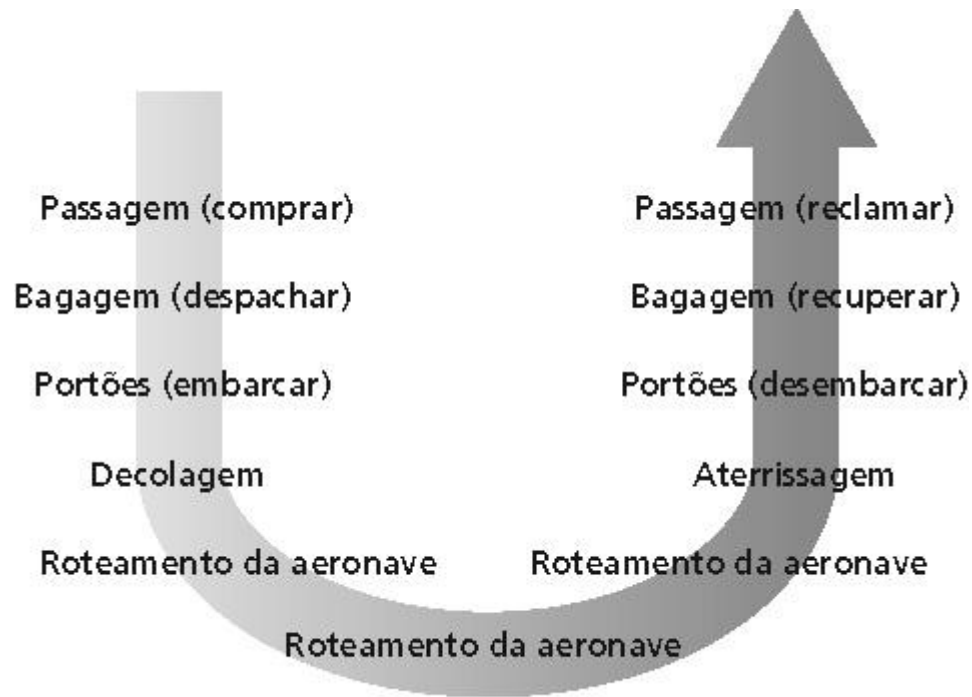 Passagem (comprar)
Bagagem (despachar)
Portões (embarcar)
Decolagem
Roteamento da aeronave
Roteamento da aeronave
Roteamento da aeronave
Aterrissagem
Portões (desembarcar)
Bagagem (recuperar)
Passagem (reclamar)